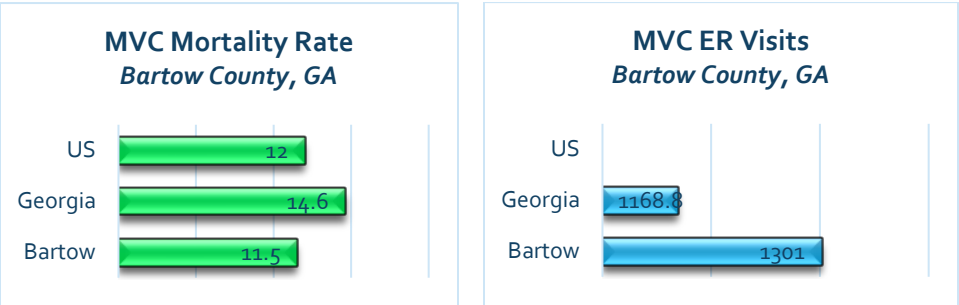 MVC Mortality Rate
Bartow County, GA
US
12
Georgia
14.6
Bartow
11.5
MVC ER Visits
Bartow County, GA
US
Georgia
1168.8
Bartow
1301